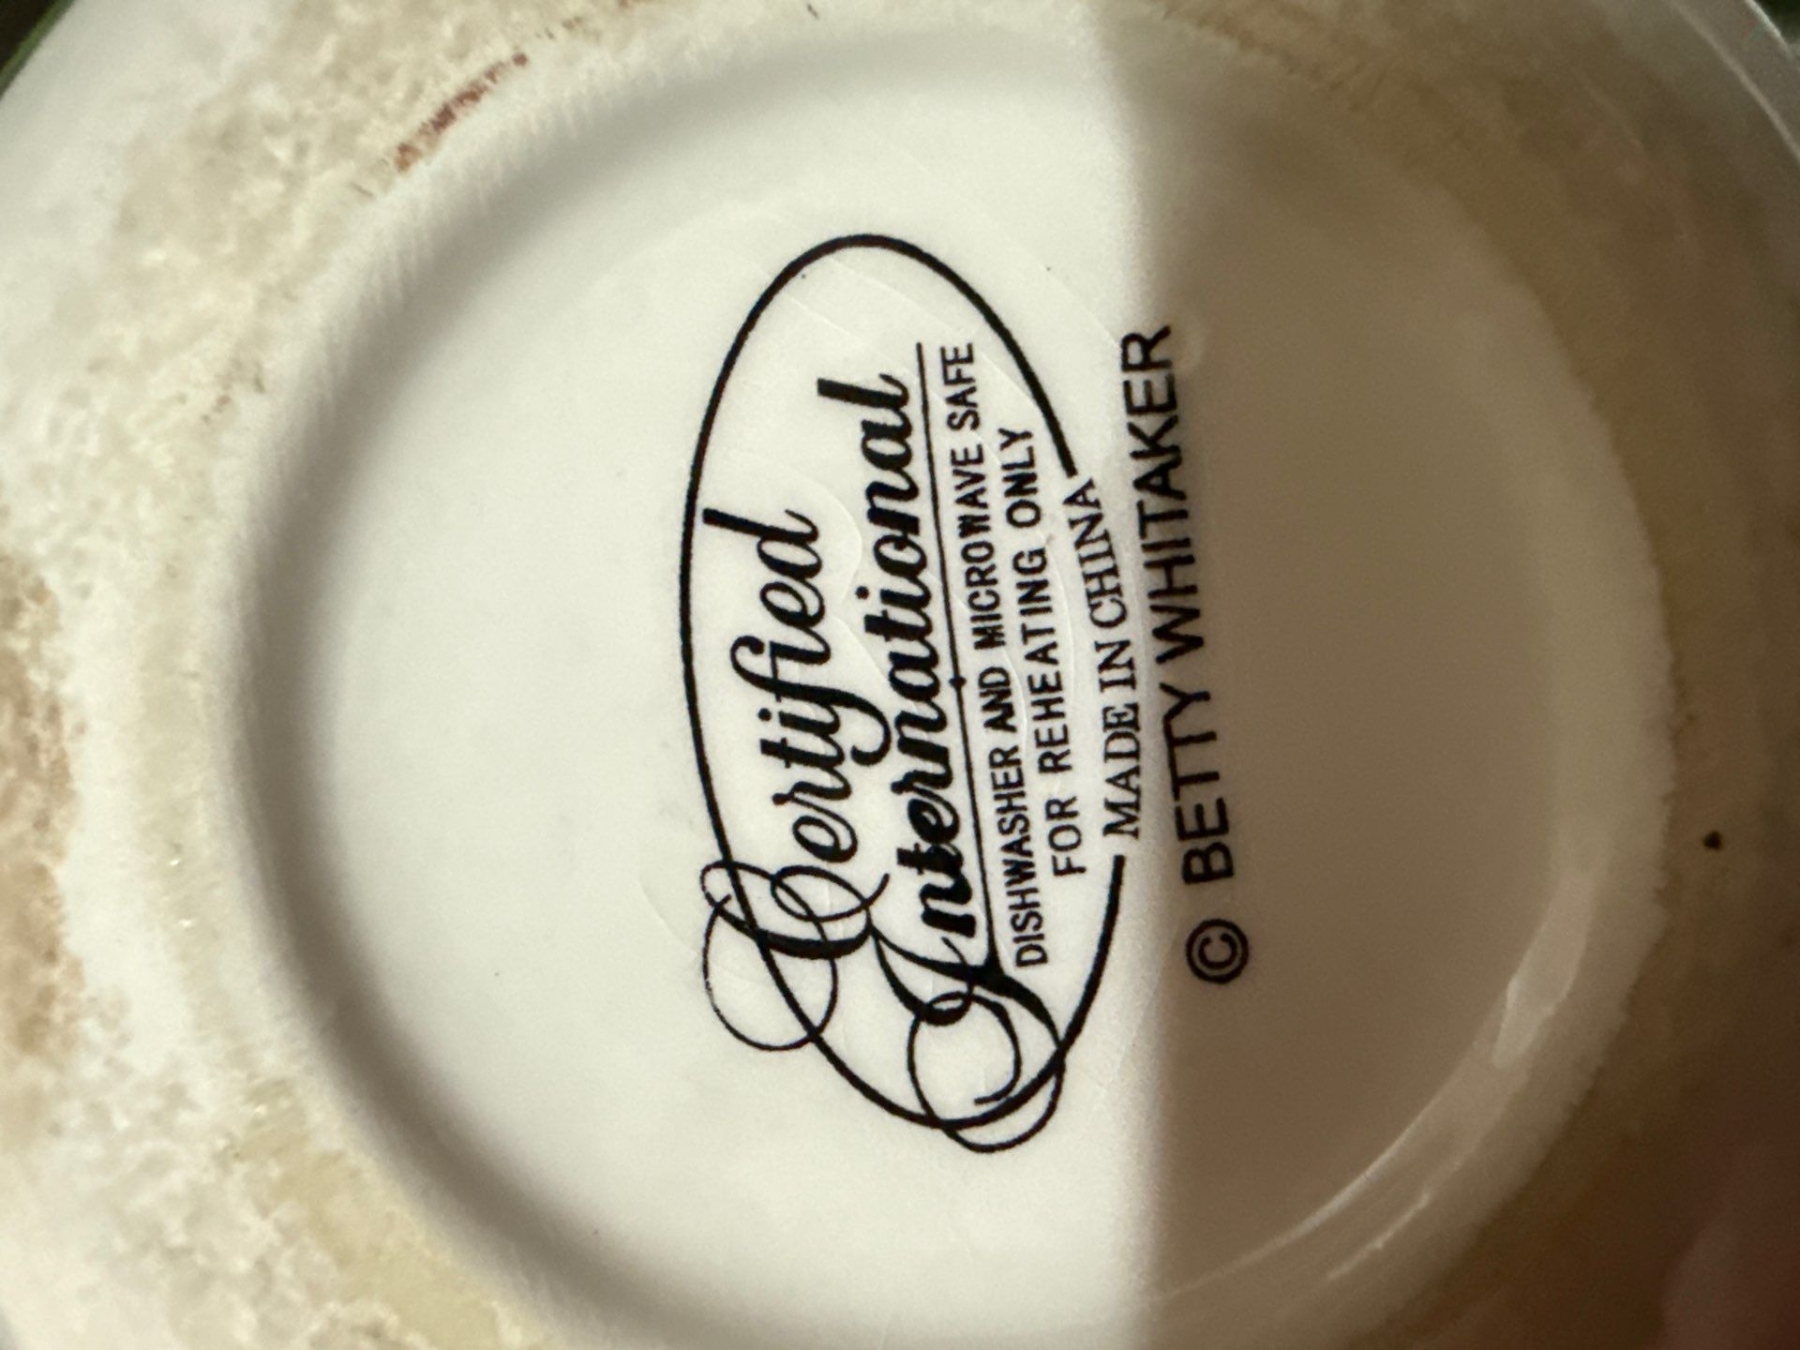 Certified
International
DISHWASHER AND MICROWAVE SAFE
FOR REHEATING ONLY
MADE IN CHINA
© BETTY WHITAKER